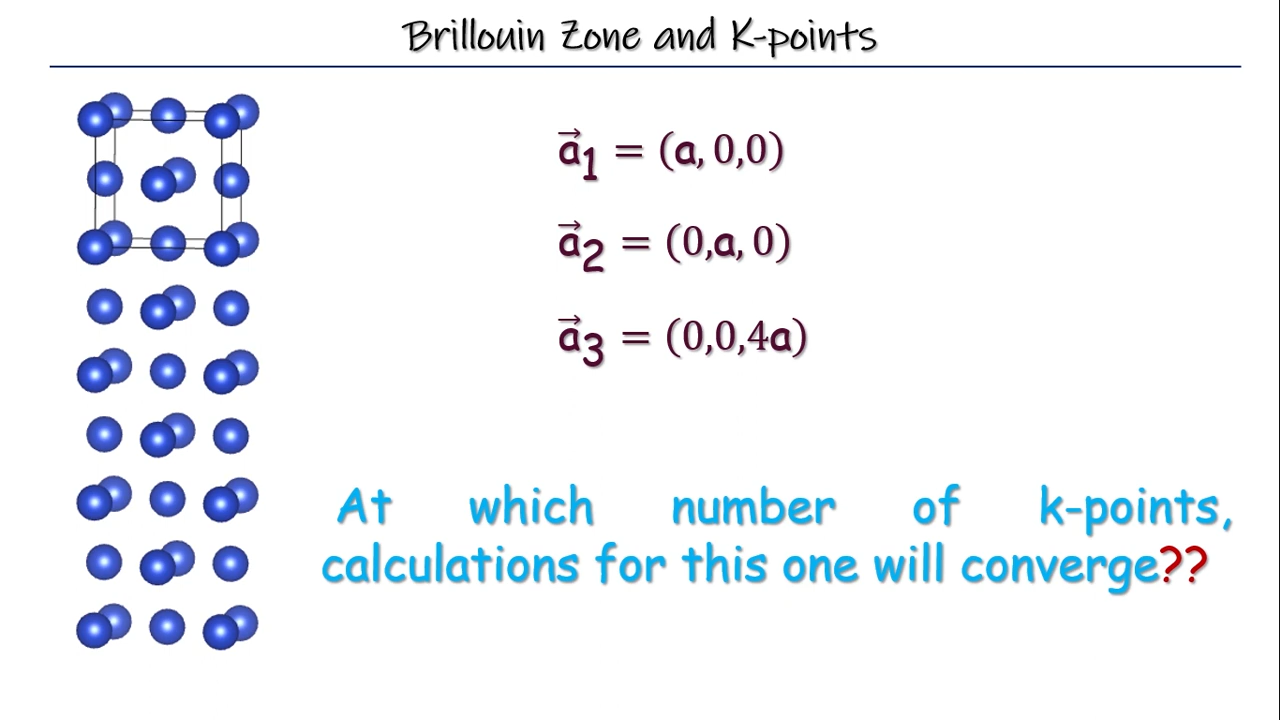 Brillouin Zone and K-points
a⃗₁ = (a, 0,0)
a⃗₂ = (0,a, 0)
a⃗₃ = (0,0,4a)
At which number of k-points,
calculations for this one will converge??